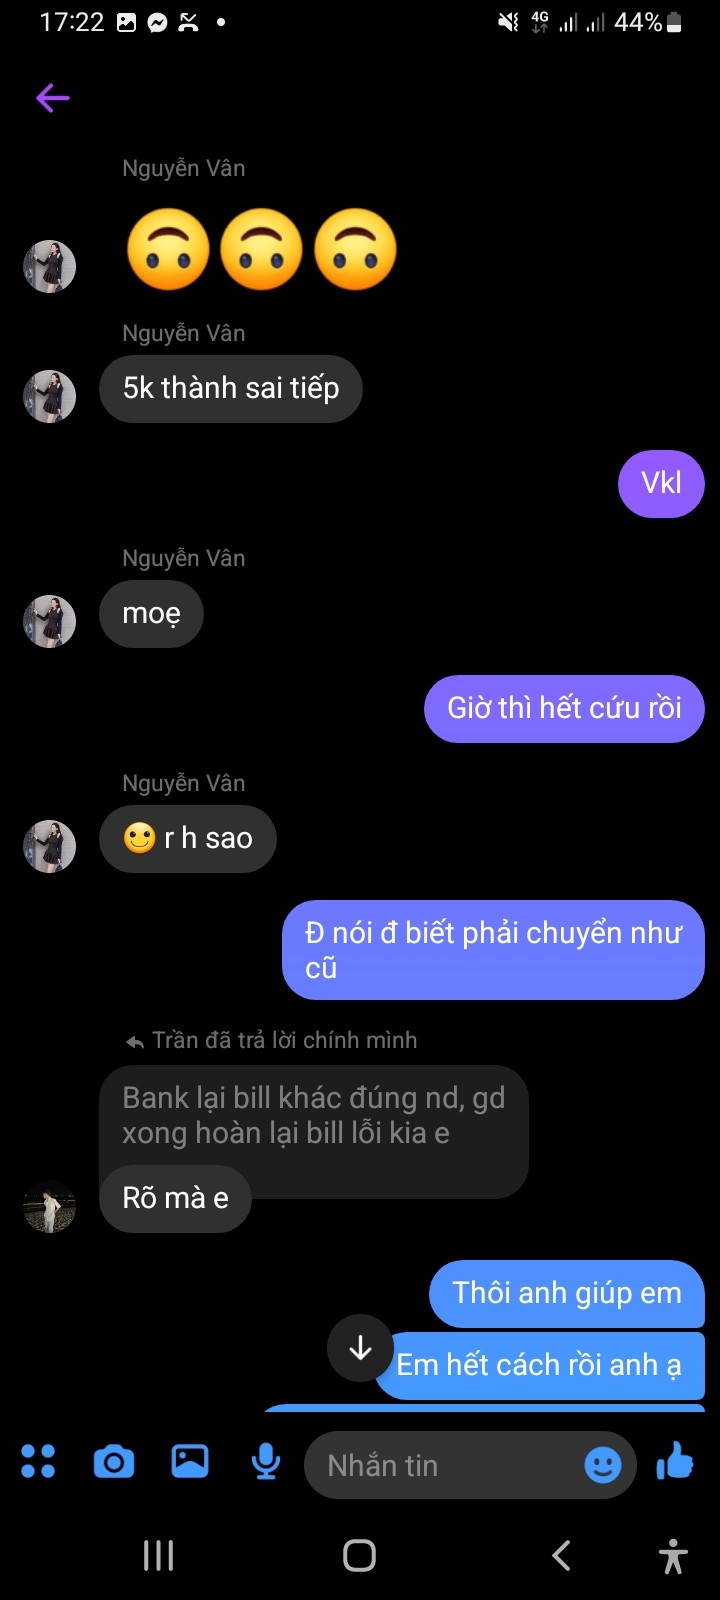 17:22
4G
44%
Nguyễn Vân
Nguyễn Vân
5k thành sai tiếp
Vkl
Nguyễn Vân
moẹ
Giờ thì hết cứu rồi
Nguyễn Vân
r h sao
Đ nói đ biết phải chuyển như
cũ
Trần đã trả lời chính mình
Bank lại bill khác đúng nd, gd
xong hoàn lại bill lỗi kia e
Rõ mà e
Thôi anh giúp em
Em hết cách rồi anh ạ
Nhắn tin